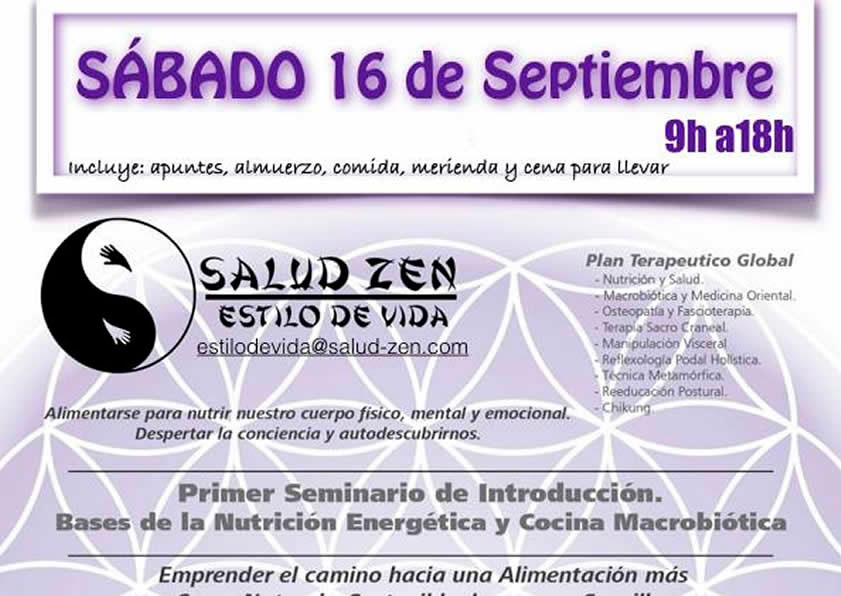 SÁBADO 16 de Septiembre
9h a18h
Incluye: apuntes, almuerzo, comida, merienda y cena para llevar
SALUD ZEN
ESTILO DE VIDA
estilodevida@salud-zen.com
Plan Terapeutico Global
- Nutrición y Salud.
- Macrobiótica y Medicina Oriental.
- Osteopatía y Fascioterapia.
- Terapia Sacro Craneal.
- Manipulación Visceral
- Reflexología Podal Holística.
- Técnica Metamórfica.
- Reeducación Postural.
- Chikung.
Alimentarse para nutrir nuestro cuerpo físico, mental y emocional.
Despertar la conciencia y autodescubrirnos.
Primer Seminario de Introducción.
Bases de la Nutrición Energética y Cocina Macrobiótica
Emprender el camino hacia una Alimentación más